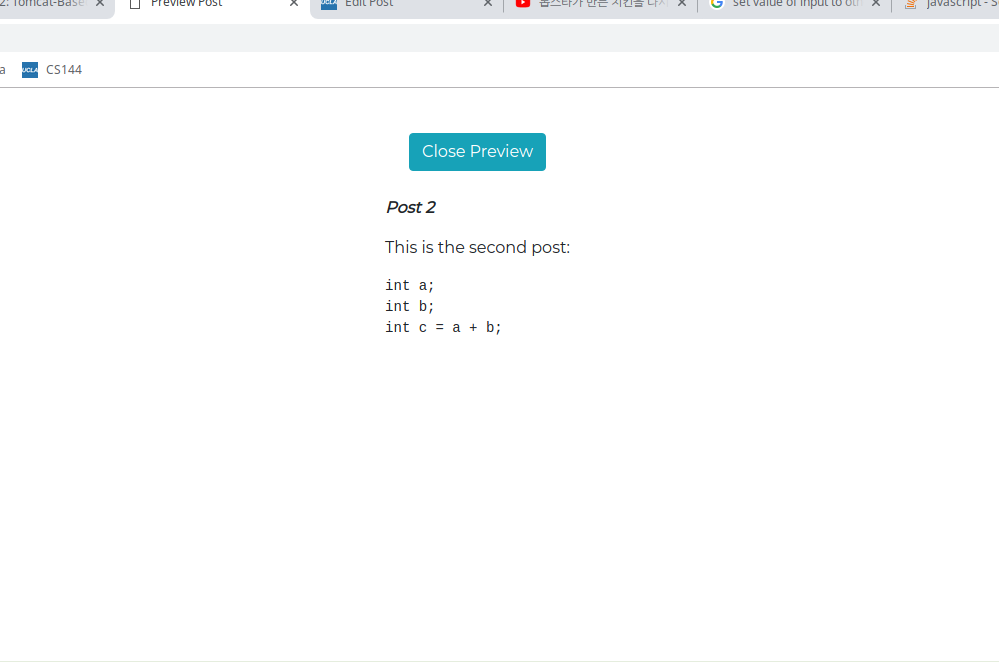 2: Tomcat-Base
Preview Post
Edit Post
set value of input to oth
javascript - S
a
UCLA
CS144
Close Preview
Post 2
This is the second post:
int a;
int b;
int c = a + b;